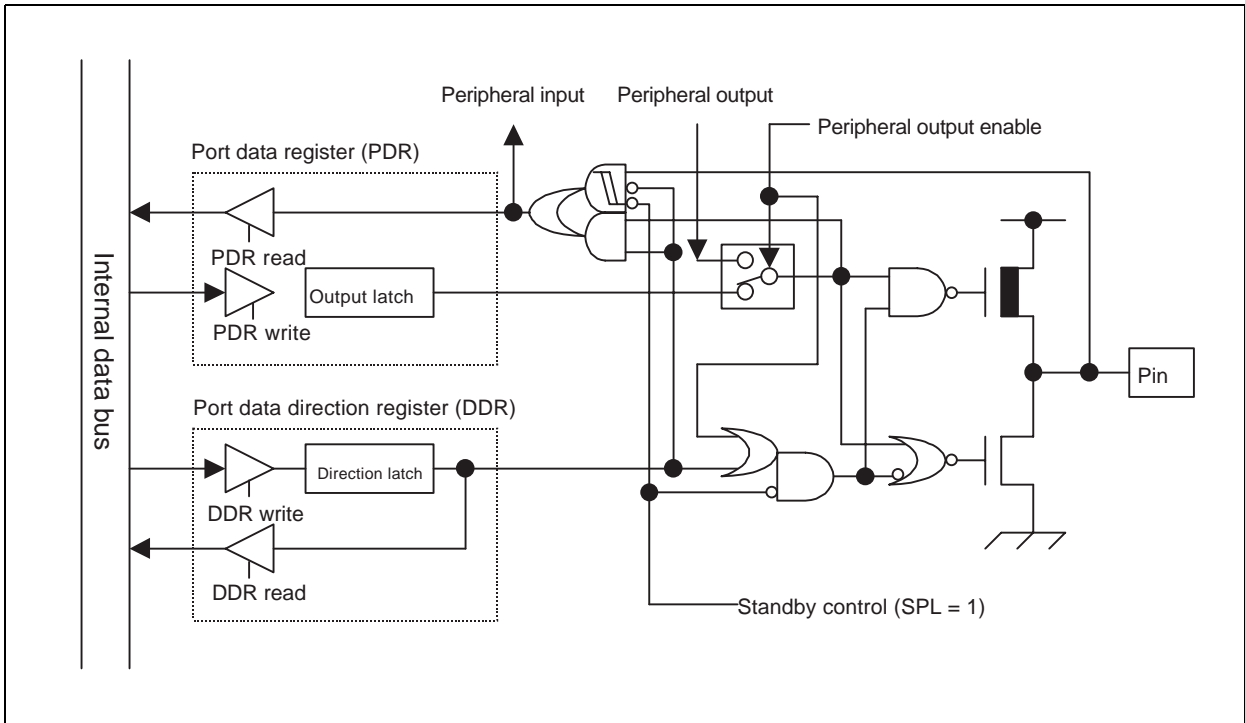 Peripheral input
Peripheral output
Peripheral output enable
Port data register (PDR)
PDR read
Output latch
PDR write
Internal data bus
Pin
Port data direction register (DDR)
Direction latch
DDR write
DDR read
Standby control (SPL = 1)